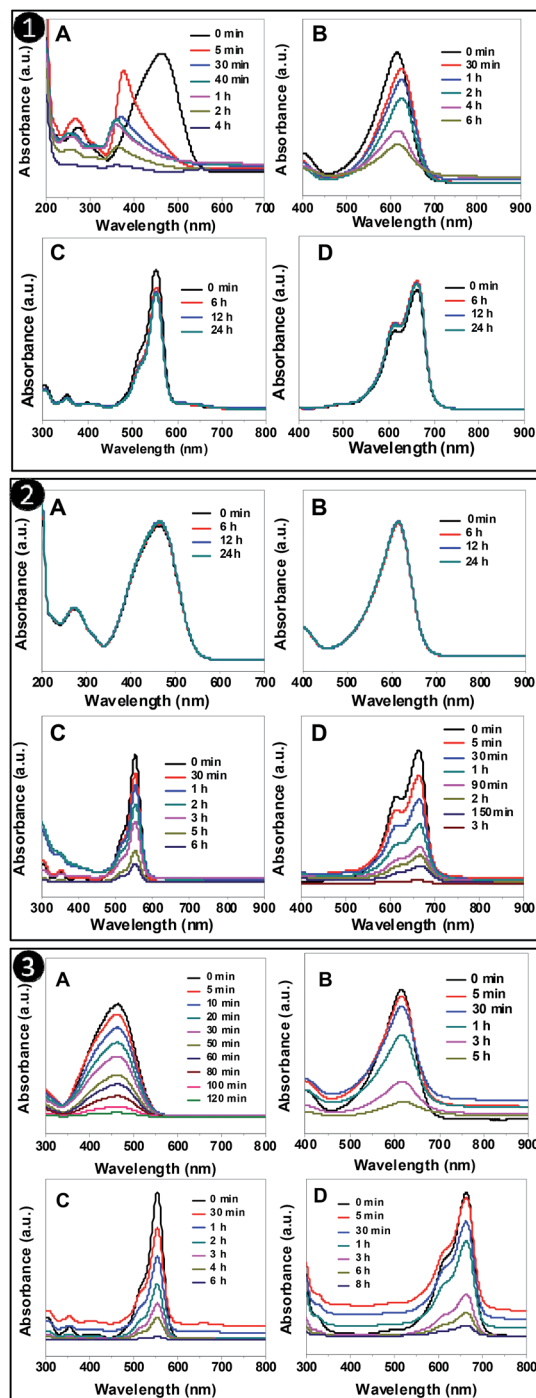 1
A
0 min
5 min
30 min
40 min
1 h
2 h
4 h
Absorbance (a.u.)
200 300 400 500 600 700
Wavelength (nm)
B
0 min
30 min
1 h
2 h
4 h
6 h
Absorbance (a.u.)
400 500 600 700 800 900
Wavelength (nm)
C
0 min
6 h
12 h
24 h
Absorbance (a.u.)
300 400 500 600 700 800
Wavelength (nm)
D
0 min
6 h
12 h
24 h
Absorbance (a.u.)
400 500 600 700 800 900
Wavelength (nm)
2
A
0 min
6 h
12 h
24 h
Absorbance (a.u.)
200 300 400 500 600 700
Wavelength (nm)
B
0 min
6 h
12 h
24 h
Absorbance (a.u.)
400 500 600 700 800 900
Wavelength (nm)
C
0 min
30 min
1 h
2 h
3 h
5 h
6 h
Absorbance (a.u.)
300 400 500 600 700 800 900
Wavelength (nm)
D
0 min
5 min
30 min
1 h
90 min
2 h
150 min
3 h
Absorbance (a.u.)
400 500 600 700 800 900
Wavelength (nm)
3
A
0 min
5 min
10 min
20 min
30 min
50 min
60 min
80 min
100 min
120 min
Absorbance (a.u.)
300 400 500 600 700 800
Wavelength (nm)
B
0 min
5 min
30 min
1 h
3 h
5 h
Absorbance (a.u.)
400 500 600 700 800 900
Wavelength (nm)
C
0 min
30 min
1 h
2 h
3 h
4 h
6 h
Absorbance (a.u.)
300 400 500 600 700 800
Wavelength (nm)
D
0 min
5 min
30 min
1 h
3 h
6 h
8 h
Absorbance (a.u.)
300 400 500 600 700 800
Wavelength (nm)